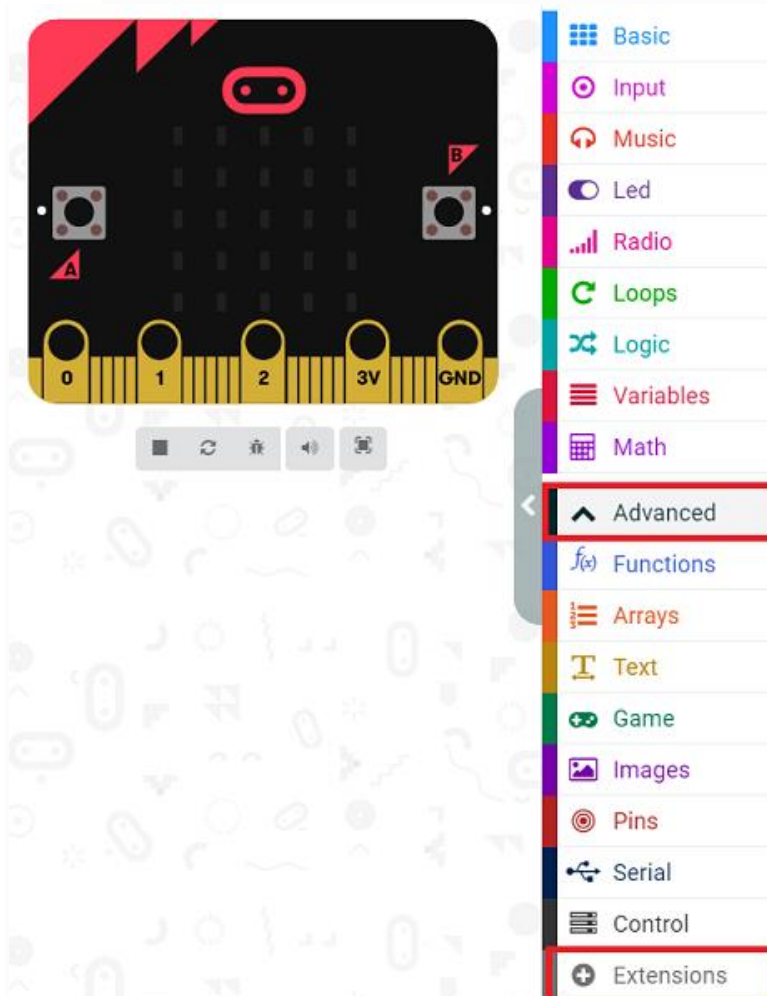 Basic
Input
Music
Led
Radio
Loops
Logic
Variables
Math
Advanced
f(x) Functions
Arrays
Text
Game
Images
Pins
Serial
Control
Extensions
B
A
0 1 2 3V GND